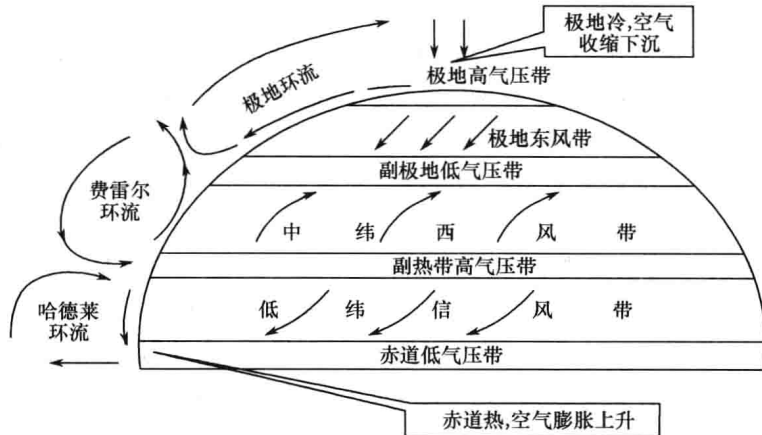 极地冷,空气
收缩下沉
极地高气压带
极地环流
极地东风带
副极地低气压带
费雷尔
环流
中 纬 西 风 带
副热带高气压带
哈德莱
环流
低 纬 信 风 带
赤道低气压带
赤道热,空气膨胀上升